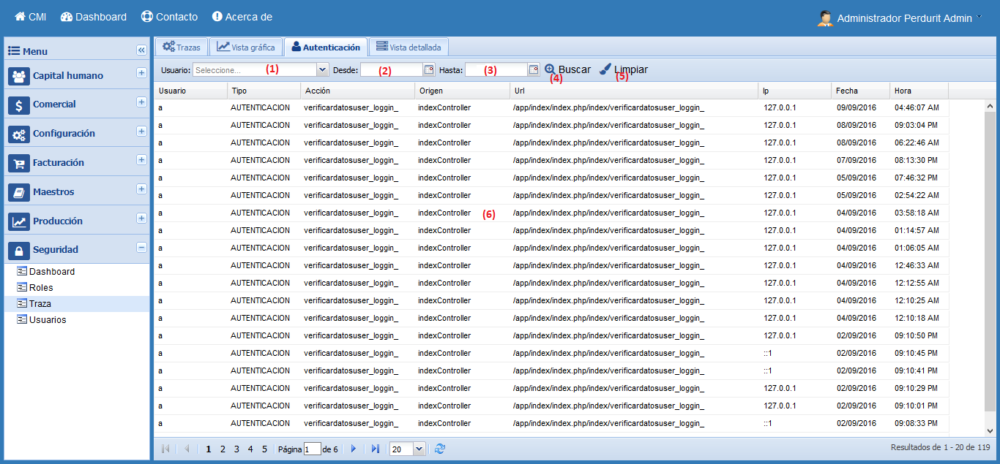 CMI Dashboard Contacto Acerca de Administrador Perdurit Admin
Menu
Capital humano
Comercial
Configuración
Facturación
Maestros
Producción
Seguridad
Dashboard
Roles
Traza
Usuarios
Trazas Vista gráfica Autenticación Vista detallada
Usuario: Seleccione... (1) Desde: (2) Hasta: (3) Buscar (4) Limpiar (5)
Usuario Tipo Acción Origen Url Ip Fecha Hora
a AUTENTICACION verificardatosuser_loggin_ indexController /app/index/index.php/index/verificardatosuser_loggin_ 127.0.0.1 09/09/2016 04:46:07 AM
a AUTENTICACION verificardatosuser_loggin_ indexController /app/index/index.php/index/verificardatosuser_loggin_ 127.0.0.1 08/09/2016 09:03:04 PM
a AUTENTICACION verificardatosuser_loggin_ indexController /app/index/index.php/index/verificardatosuser_loggin_ 127.0.0.1 08/09/2016 06:22:46 AM
a AUTENTICACION verificardatosuser_loggin_ indexController /app/index/index.php/index/verificardatosuser_loggin_ 127.0.0.1 07/09/2016 08:13:30 PM
a AUTENTICACION verificardatosuser_loggin_ indexController /app/index/index.php/index/verificardatosuser_loggin_ 127.0.0.1 05/09/2016 07:46:32 PM
a AUTENTICACION verificardatosuser_loggin_ indexController /app/index/index.php/index/verificardatosuser_loggin_ 127.0.0.1 05/09/2016 02:54:22 AM
a AUTENTICACION verificardatosuser_loggin_ indexController (6) /app/index/index.php/index/verificardatosuser_loggin_ 127.0.0.1 04/09/2016 03:58:18 AM
a AUTENTICACION verificardatosuser_loggin_ indexController /app/index/index.php/index/verificardatosuser_loggin_ 127.0.0.1 04/09/2016 01:14:57 AM
a AUTENTICACION verificardatosuser_loggin_ indexController /app/index/index.php/index/verificardatosuser_loggin_ 127.0.0.1 04/09/2016 01:06:05 AM
a AUTENTICACION verificardatosuser_loggin_ indexController /app/index/index.php/index/verificardatosuser_loggin_ 127.0.0.1 04/09/2016 12:46:33 AM
a AUTENTICACION verificardatosuser_loggin_ indexController /app/index/index.php/index/verificardatosuser_loggin_ 127.0.0.1 04/09/2016 12:12:55 AM
a AUTENTICACION verificardatosuser_loggin_ indexController /app/index/index.php/index/verificardatosuser_loggin_ 127.0.0.1 04/09/2016 12:10:25 AM
a AUTENTICACION verificardatosuser_loggin_ indexController /app/index/index.php/index/verificardatosuser_loggin_ 127.0.0.1 04/09/2016 12:10:18 AM
a AUTENTICACION verificardatosuser_loggin_ indexController /app/index/index.php/index/verificardatosuser_loggin_ 127.0.0.1 02/09/2016 09:10:50 PM
a AUTENTICACION verificardatosuser_loggin_ indexController /app/index/index.php/index/verificardatosuser_loggin_ ::1 02/09/2016 09:10:45 PM
a AUTENTICACION verificardatosuser_loggin_ indexController /app/index/index.php/index/verificardatosuser_loggin_ ::1 02/09/2016 09:10:41 PM
a AUTENTICACION verificardatosuser_loggin_ indexController /app/index/index.php/index/verificardatosuser_loggin_ 127.0.0.1 02/09/2016 09:10:29 PM
a AUTENTICACION verificardatosuser_loggin_ indexController /app/index/index.php/index/verificardatosuser_loggin_ 127.0.0.1 02/09/2016 09:10:01 PM
a AUTENTICACION verificardatosuser_loggin_ indexController /app/index/index.php/index/verificardatosuser_loggin_ ::1 02/09/2016 09:08:33 PM
1 2 3 4 5 Página 1 de 6 20 Resultados de 1 - 20 de 119